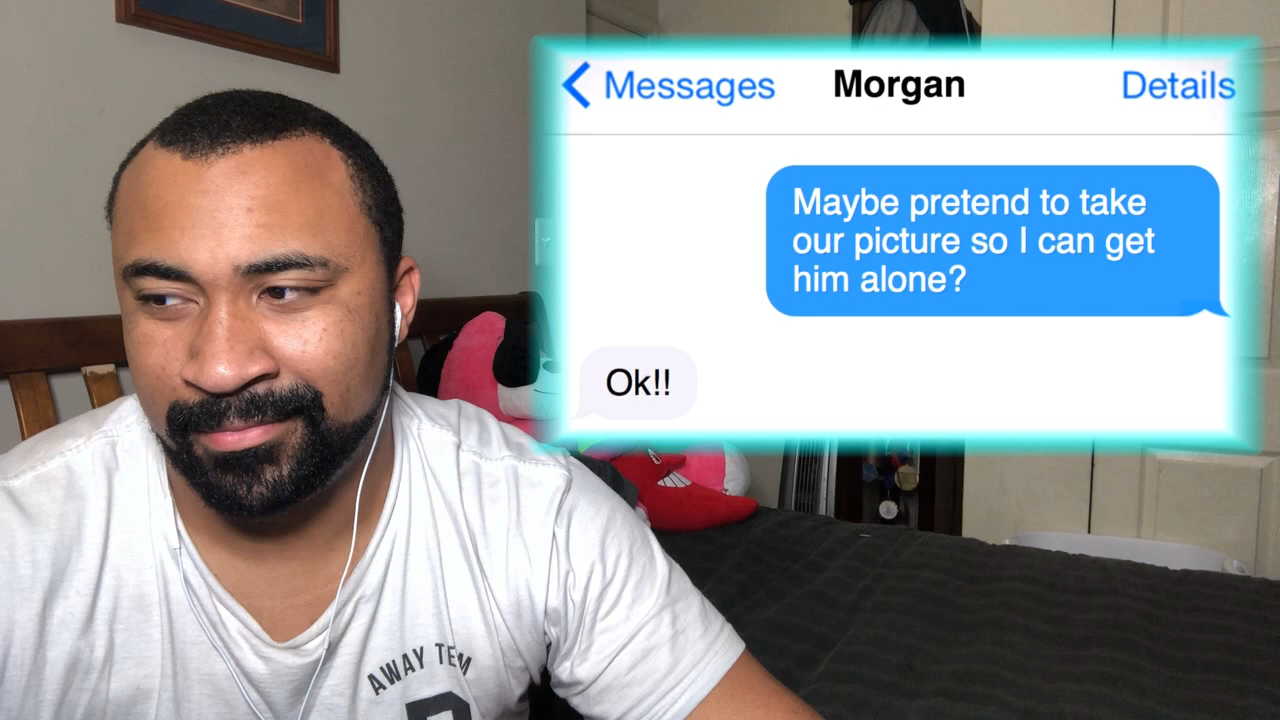 Messages Morgan Details
Maybe pretend to take
our picture so I can get
him alone?
Ok!!
AWAY TEAM